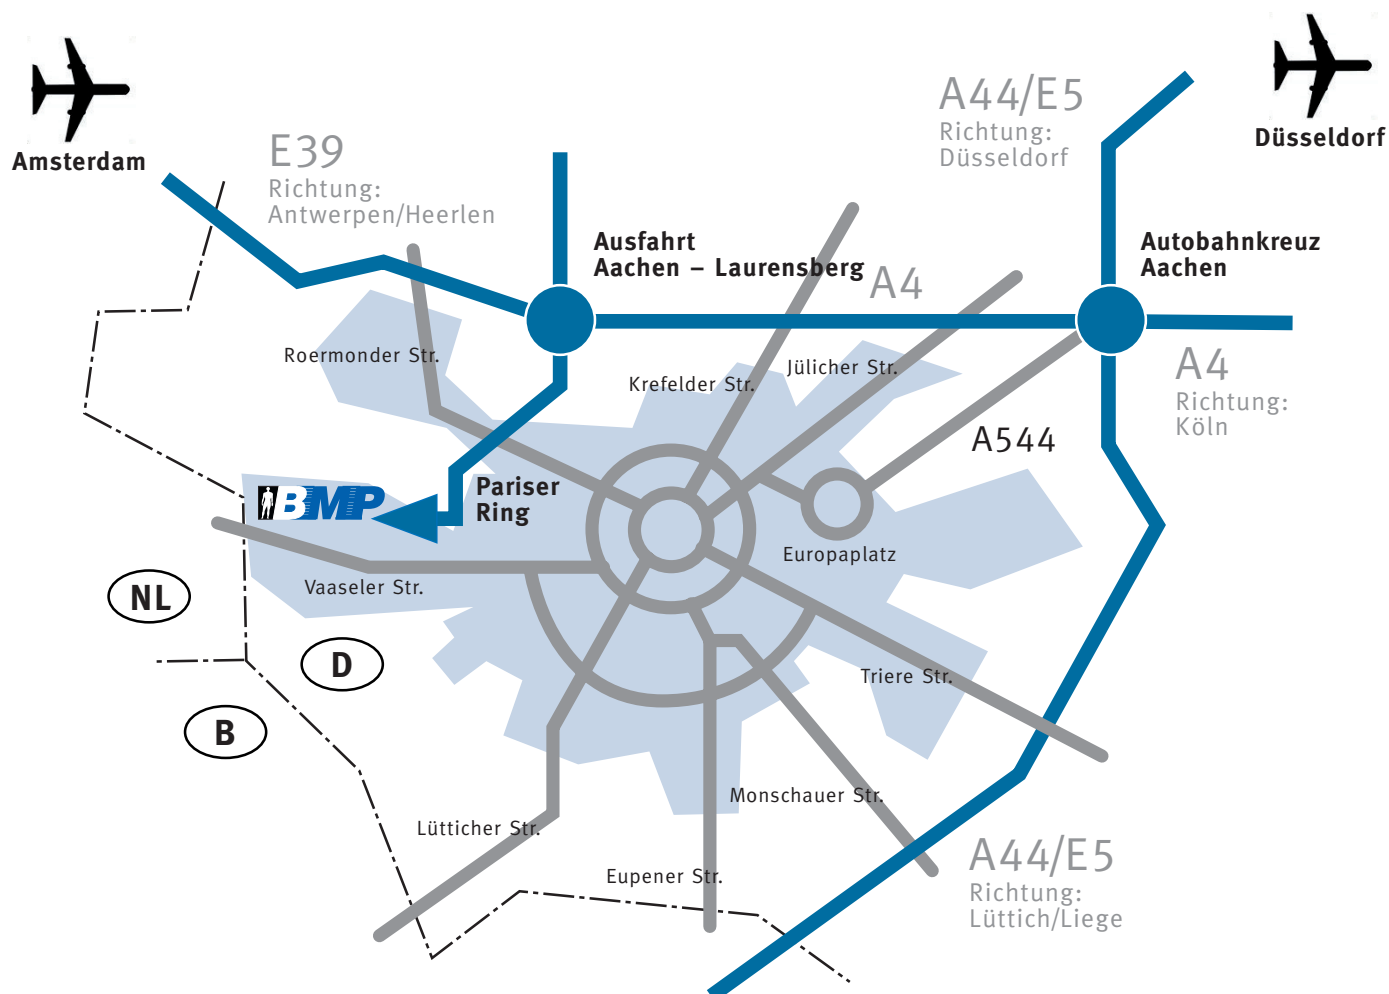 Amsterdam
E39
Richtung:
Antwerpen/Heerlen
A44/E5
Richtung:
Düsseldorf
Düsseldorf
Ausfahrt
Aachen – Laurensberg
A4
Autobahnkreuz
Aachen
Roermonder Str.
Krefelder Str.
Jülicher Str.
A4
Richtung:
Köln
A544
BMP
Pariser
Ring
Europaplatz
Vaaseler Str.
NL
D
B
Triere Str.
Monschauer Str.
Lütticher Str.
Eupener Str.
A44/E5
Richtung:
Lüttich/Liege